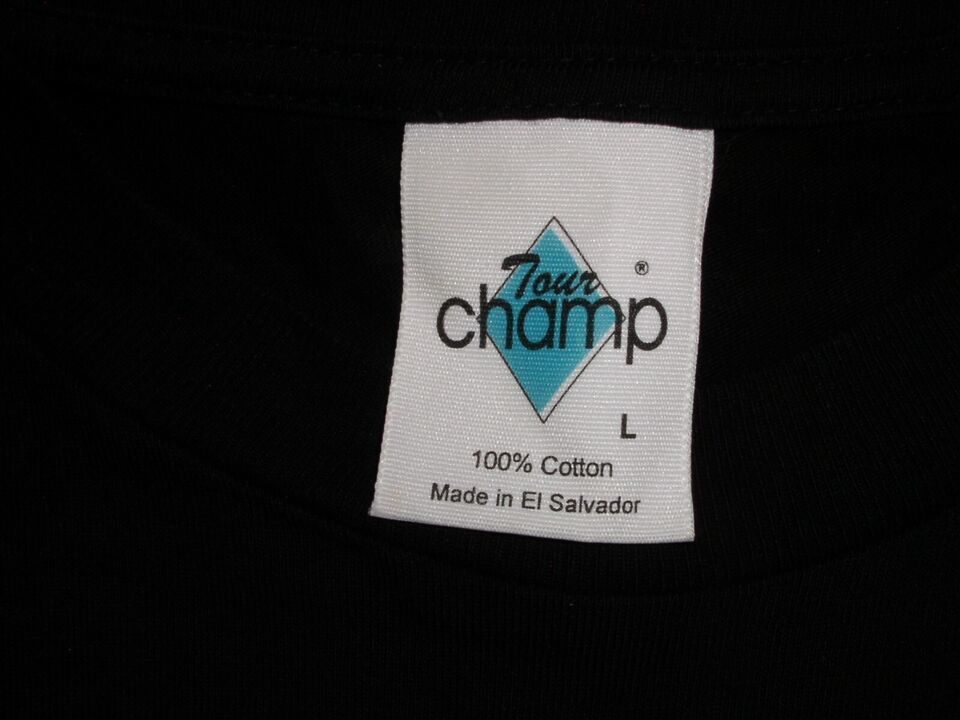 Tour ®
champ
L
100% Cotton
Made in El Salvador